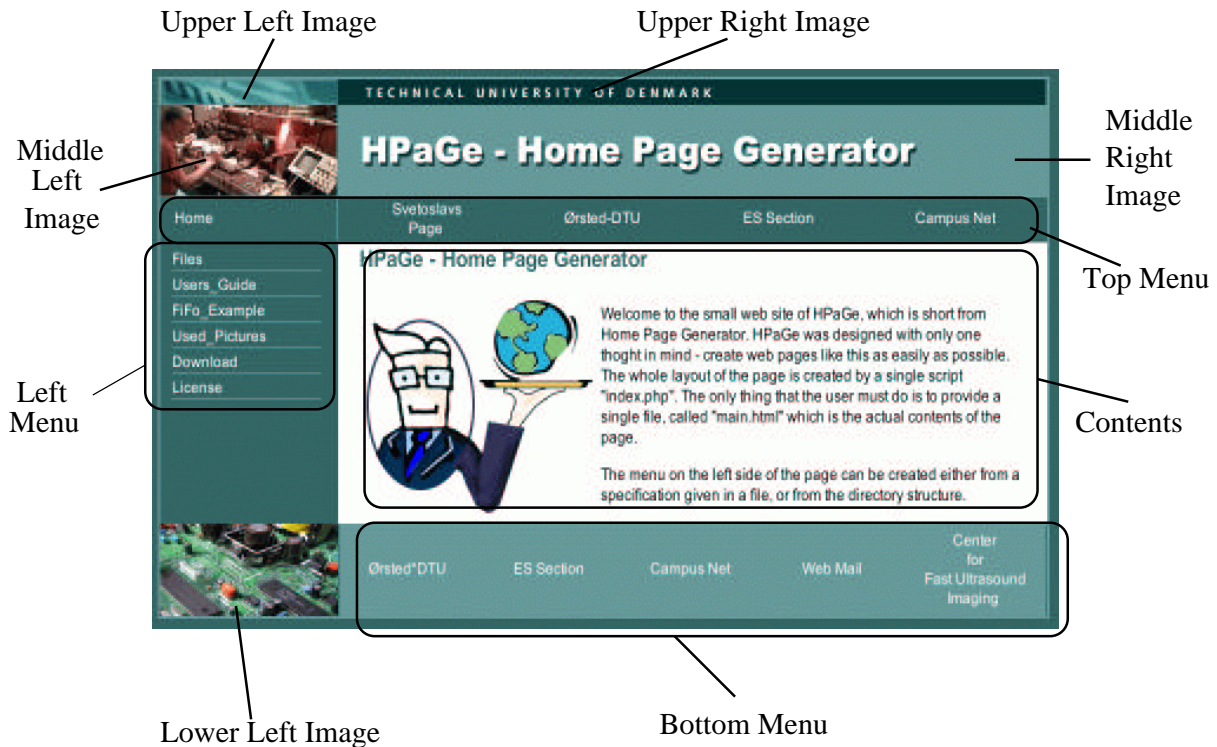 Upper Left Image
Upper Right Image
TECHNICAL UNIVERSITY OF DENMARK
HPaGe - Home Page Generator
Middle
Left
Image
Middle
Right
Image
Home
Svetoslavs
Page
Ørsted-DTU
ES Section
Campus Net
Top Menu
Files
Users_Guide
FiFo_Example
Used_Pictures
Download
License
Left
Menu
HPaGe - Home Page Generator
Welcome to the small web site of HPaGe, which is short from
Home Page Generator. HPaGe was designed with only one
thoght in mind - create web pages like this as easily as possible.
The whole layout of the page is created by a single script
"index.php". The only thing that the user must do is to provide a
single file, called "main.html" which is the actual contents of the
page.
The menu on the left side of the page can be created either from a
specification given in a file, or from the directory structure.
Contents
Ørsted*DTU
ES Section
Campus Net
Web Mail
Center
for
Fast Ultrasound
Imaging
Lower Left Image
Bottom Menu